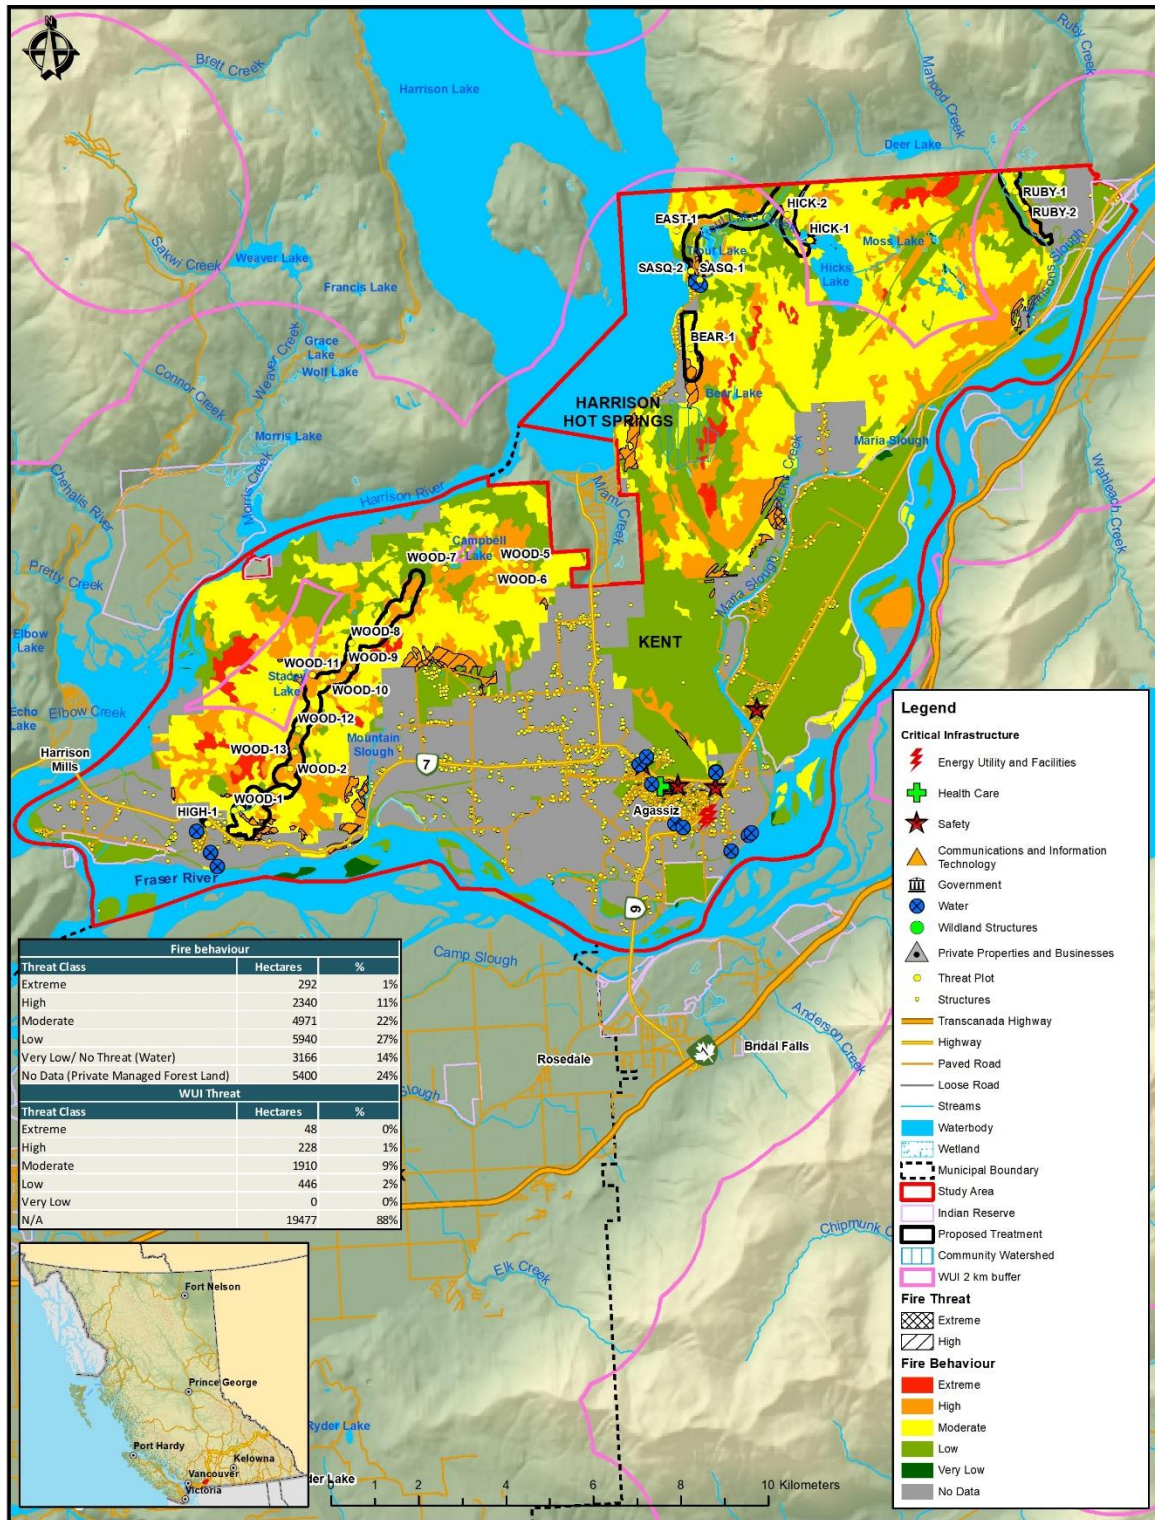 N
Brett Creek
Harrison Lake
Ruby Creek
Mahood Creek
Deer Lake
RUBY-1
RUBY-2
HICK-2
EAST-1
HICK-1
Trout Lake
Moss Lake
Hicks
Lake
SASQ-2
SASQ-1
Sakwi Creek
Weaver Lake
Francis Lake
BEAR-1
Grace
Lake
Weaver Creek
Wolf Lake
Connor Creek
Bear Lake
HARRISON
HOT SPRINGS
Morris Lake
Maria Slough
Morris Creek
Chehalis River
Harrison River
Miami Creek
Wahleach Creek
Campbell
Lake
WOOD-7
WOOD-5
WOOD-6
Pretty Creek
Maria Slough
Elbow
Lake
WOOD-8
KENT
WOOD-9
WOOD-11
Stacey
Lake
WOOD-10
Echo
Lake
Elbow Creek
WOOD-12
Harrison
Mills
WOOD-13
Mountain
Slough
7
WOOD-2
WOOD-1
HIGH-1
Agassiz
Fraser River
9
Camp Slough
Anderson Creek
Rosedale
Bridal Falls
Slough
Elk Creek
Chipmunk C
Ryder Lake
der Lake
Fire behaviour
Threat Class Hectares %
Extreme 292 1%
High 2340 11%
Moderate 4971 22%
Low 5940 27%
Very Low/ No Threat (Water) 3166 14%
No Data (Private Managed Forest Land) 5400 24%
WUI Threat
Threat Class Hectares %
Extreme 48 0%
High 228 1%
Moderate 1910 9%
Low 446 2%
Very Low 0 0%
N/A 19477 88%
Fort Nelson
Prince George
Port Hardy
Kelowna
Vancouver
Victoria
0 1 2 4 6 8 10 Kilometers
Legend
Critical Infrastructure
Energy Utility and Facilities
Health Care
Safety
Communications and Information
Technology
Government
Water
Wildland Structures
Private Properties and Businesses
Threat Plot
Structures
Transcanada Highway
Highway
Paved Road
Loose Road
Streams
Waterbody
Wetland
Municipal Boundary
Study Area
Indian Reserve
Proposed Treatment
Community Watershed
WUI 2 km buffer
Fire Threat
Extreme
High
Fire Behaviour
Extreme
High
Moderate
Low
Very Low
No Data